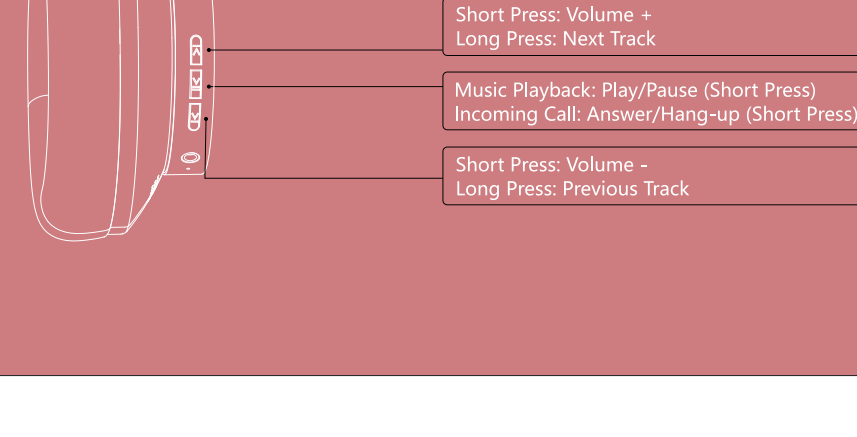 Short Press: Volume +
Long Press: Next Track
Music Playback: Play/Pause (Short Press)
Incoming Call: Answer/Hang-up (Short Press)
Short Press: Volume -
Long Press: Previous Track